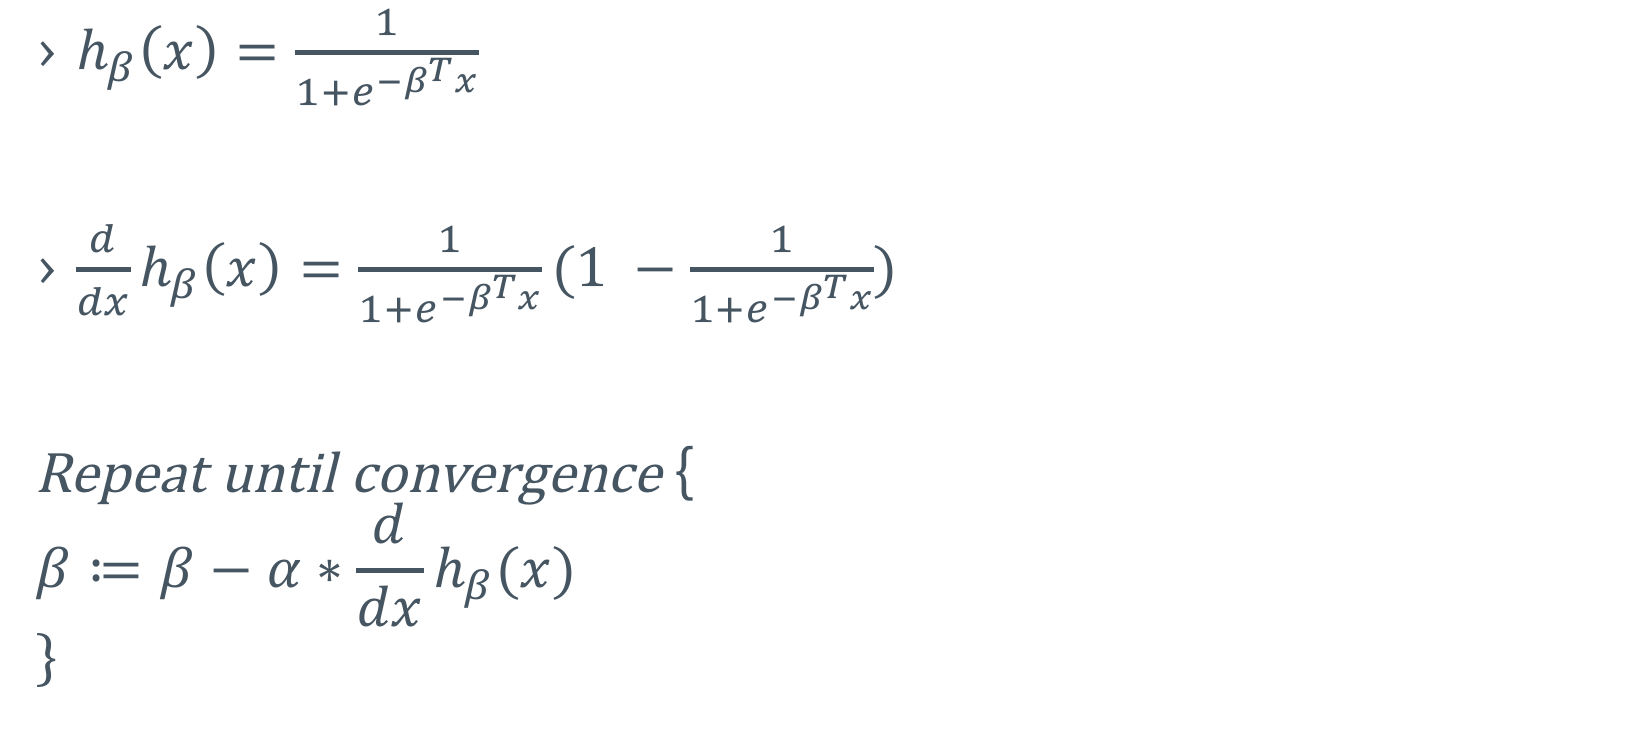 › h_β(x) = 1/(1+e^(−β^T x))
› d/dx h_β(x) = 1/(1+e^(−β^T x)) (1 − 1/(1+e^(−β^T x)))
Repeat until convergence {
β ≔ β − α ∗ d/dx h_β(x)
}